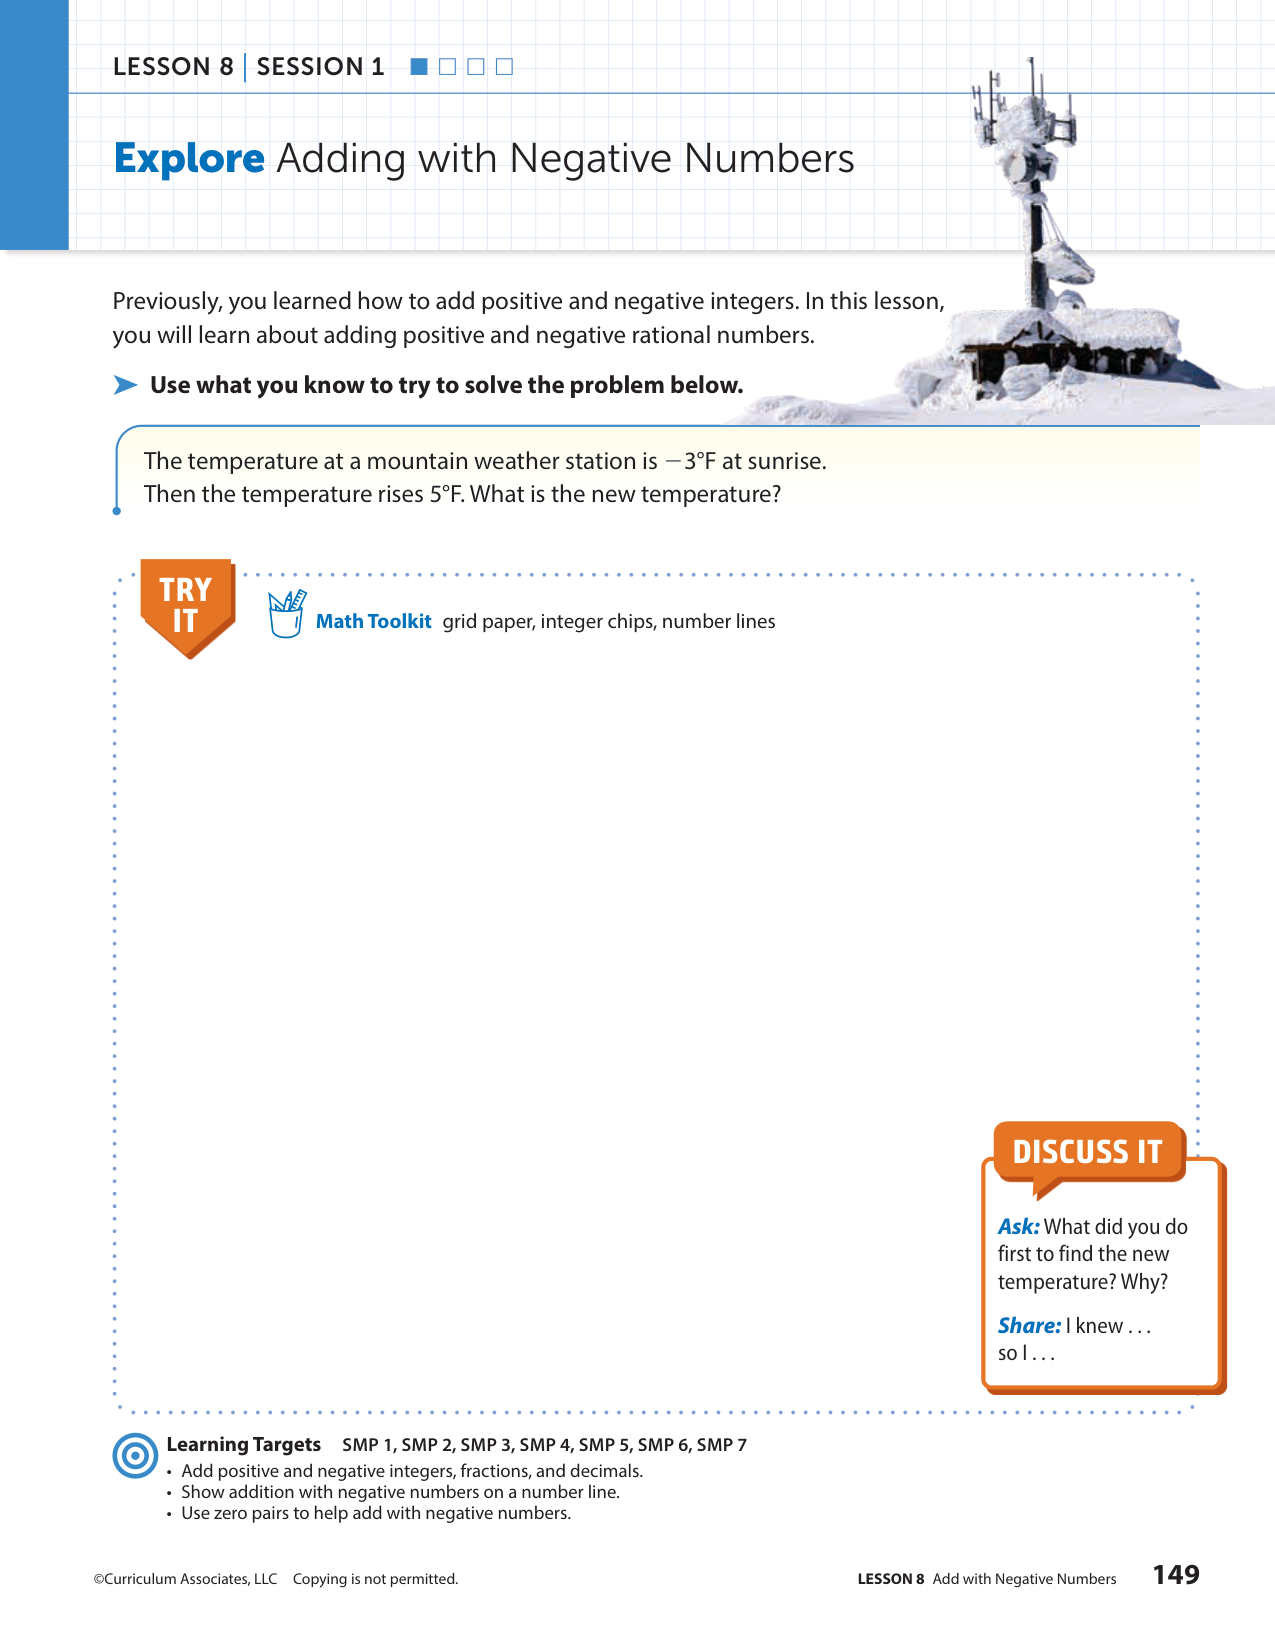 LESSON 8 | SESSION 1
Explore Adding with Negative Numbers
Previously, you learned how to add positive and negative integers. In this lesson,
you will learn about adding positive and negative rational numbers.
Use what you know to try to solve the problem below.
The temperature at a mountain weather station is −3°F at sunrise.
Then the temperature rises 5°F. What is the new temperature?
TRY
IT
Math Toolkit grid paper, integer chips, number lines
DISCUSS IT
Ask: What did you do
first to find the new
temperature? Why?
Share: I knew . . .
so I . . .
Learning Targets SMP 1, SMP 2, SMP 3, SMP 4, SMP 5, SMP 6, SMP 7
• Add positive and negative integers, fractions, and decimals.
• Show addition with negative numbers on a number line.
• Use zero pairs to help add with negative numbers.
©Curriculum Associates, LLC Copying is not permitted.
LESSON 8 Add with Negative Numbers 149